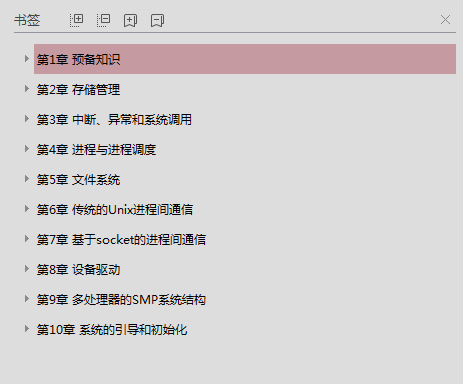 书签
第1章 预备知识
第2章 存储管理
第3章 中断、异常和系统调用
第4章 进程与进程调度
第5章 文件系统
第6章 传统的Unix进程间通信
第7章 基于socket的进程间通信
第8章 设备驱动
第9章 多处理器的SMP系统结构
第10章 系统的引导和初始化